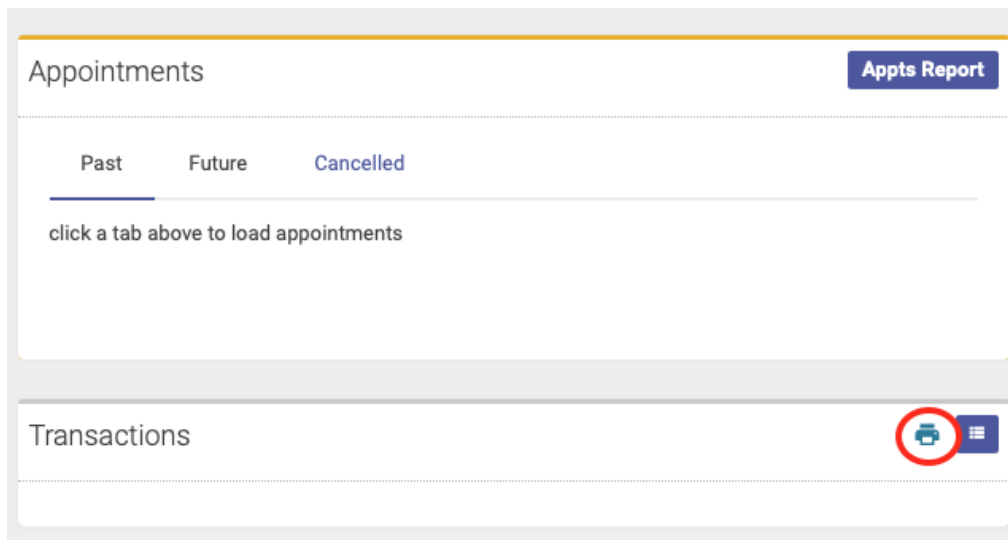 Appointments
Appts Report
Past Future Cancelled
click a tab above to load appointments
Transactions